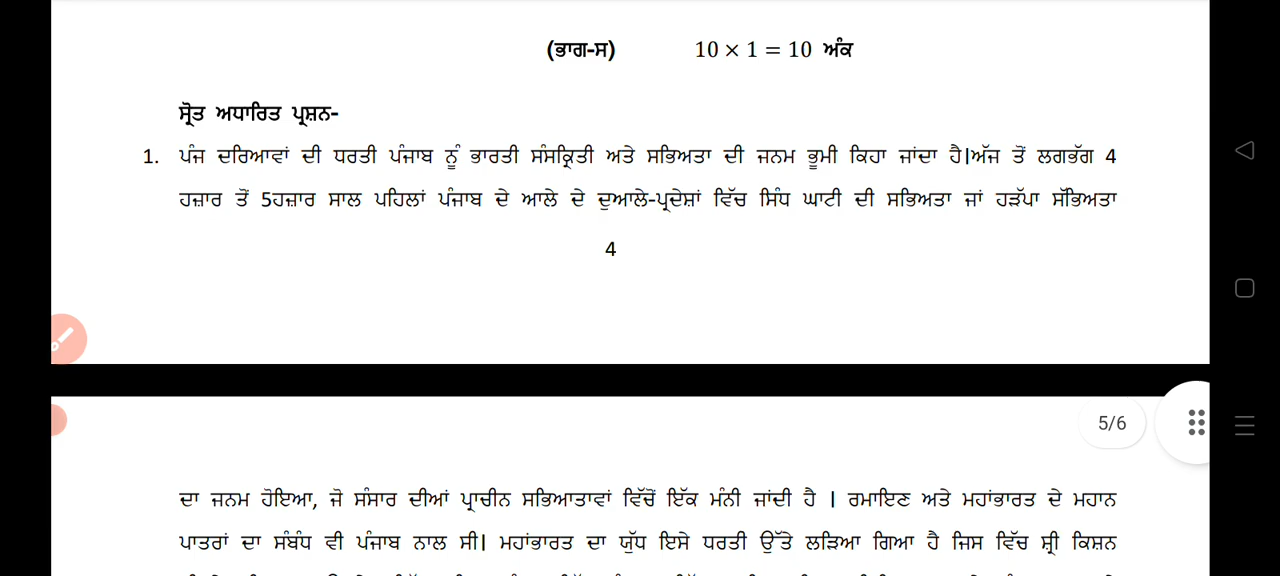 (ਭਾਗ-ਸ) 10 × 1 = 10 ਅੰਕ
ਸ੍ਰੋਤ ਅਧਾਰਿਤ ਪ੍ਰਸ਼ਨ-
1. ਪੰਜ ਦਰਿਆਵਾਂ ਦੀ ਧਰਤੀ ਪੰਜਾਬ ਨੂੰ ਭਾਰਤੀ ਸੰਸਕ੍ਰਿਤੀ ਅਤੇ ਸਭਿਅਤਾ ਦੀ ਜਨਮ ਭੂਮੀ ਕਿਹਾ ਜਾਂਦਾ ਹੈ।ਅੱਜ ਤੋਂ ਲਗਭੱਗ 4
ਹਜ਼ਾਰ ਤੋਂ 5ਹਜ਼ਾਰ ਸਾਲ ਪਹਿਲਾਂ ਪੰਜਾਬ ਦੇ ਆਲੇ ਦੇ ਦੁਆਲੇ-ਪ੍ਰਦੇਸ਼ਾਂ ਵਿੱਚ ਸਿੰਧ ਘਾਟੀ ਦੀ ਸਭਿਅਤਾ ਜਾਂ ਹੜੱਪਾ ਸੱਭਿਅਤਾ
4
5/6
ਦਾ ਜਨਮ ਹੋਇਆ, ਜੋ ਸੰਸਾਰ ਦੀਆਂ ਪ੍ਰਾਚੀਨ ਸਭਿਆਤਾਵਾਂ ਵਿੱਚੋਂ ਇੱਕ ਮੰਨੀ ਜਾਂਦੀ ਹੈ । ਰਮਾਇਣ ਅਤੇ ਮਹਾਂਭਾਰਤ ਦੇ ਮਹਾਨ
ਪਾਤਰਾਂ ਦਾ ਸੰਬੰਧ ਵੀ ਪੰਜਾਬ ਨਾਲ ਸੀ। ਮਹਾਂਭਾਰਤ ਦਾ ਯੁੱਧ ਇਸੇ ਧਰਤੀ ਉੱਤੇ ਲੜਿਆ ਗਿਆ ਹੈ ਜਿਸ ਵਿੱਚ ਸ਼੍ਰੀ ਕਿਸ਼ਨ